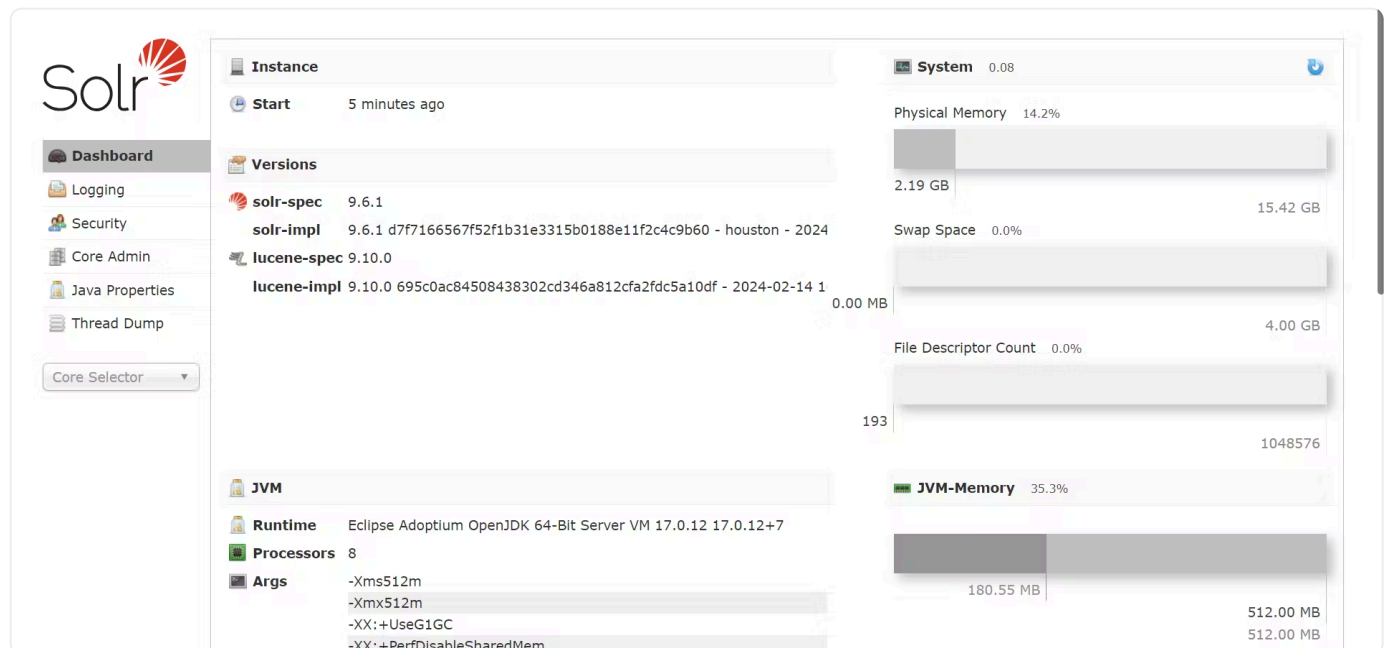 Solr
Dashboard
Logging
Security
Core Admin
Java Properties
Thread Dump
Core Selector
Instance
Start 5 minutes ago
Versions
solr-spec 9.6.1
solr-impl 9.6.1 d7f7166567f52f1b31e3315b0188e11f2c4c9b60 - houston - 2024
lucene-spec 9.10.0
lucene-impl 9.10.0 695c0ac84508438302cd346a812cfa2fdc5a10df - 2024-02-14 1
JVM
Runtime Eclipse Adoptium OpenJDK 64-Bit Server VM 17.0.12 17.0.12+7
Processors 8
Args -Xms512m
-Xmx512m
-XX:+UseG1GC
-XX:+PerfDisableSharedMem
System 0.08
Physical Memory 14.2%
2.19 GB
15.42 GB
Swap Space 0.0%
0.00 MB
4.00 GB
File Descriptor Count 0.0%
193
1048576
JVM-Memory 35.3%
180.55 MB
512.00 MB
512.00 MB